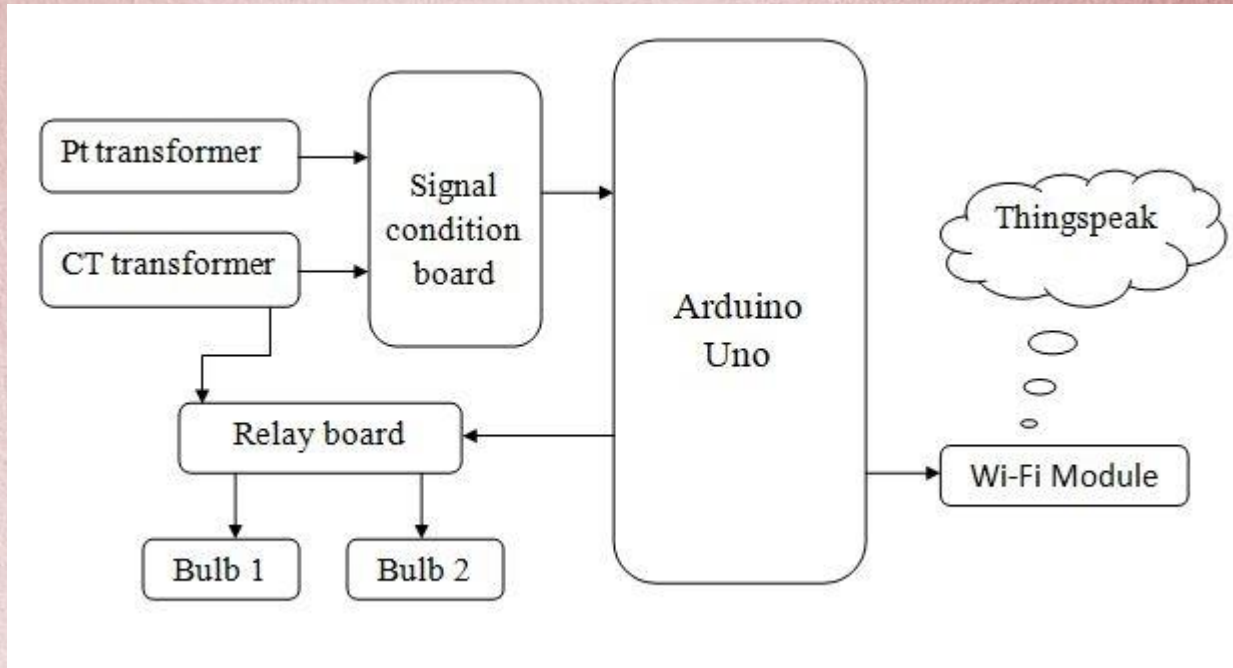 Pt transformer
CT transformer
Signal
condition
board
Arduino
Uno
Thingspeak
Relay board
Wi-Fi Module
Bulb 1
Bulb 2